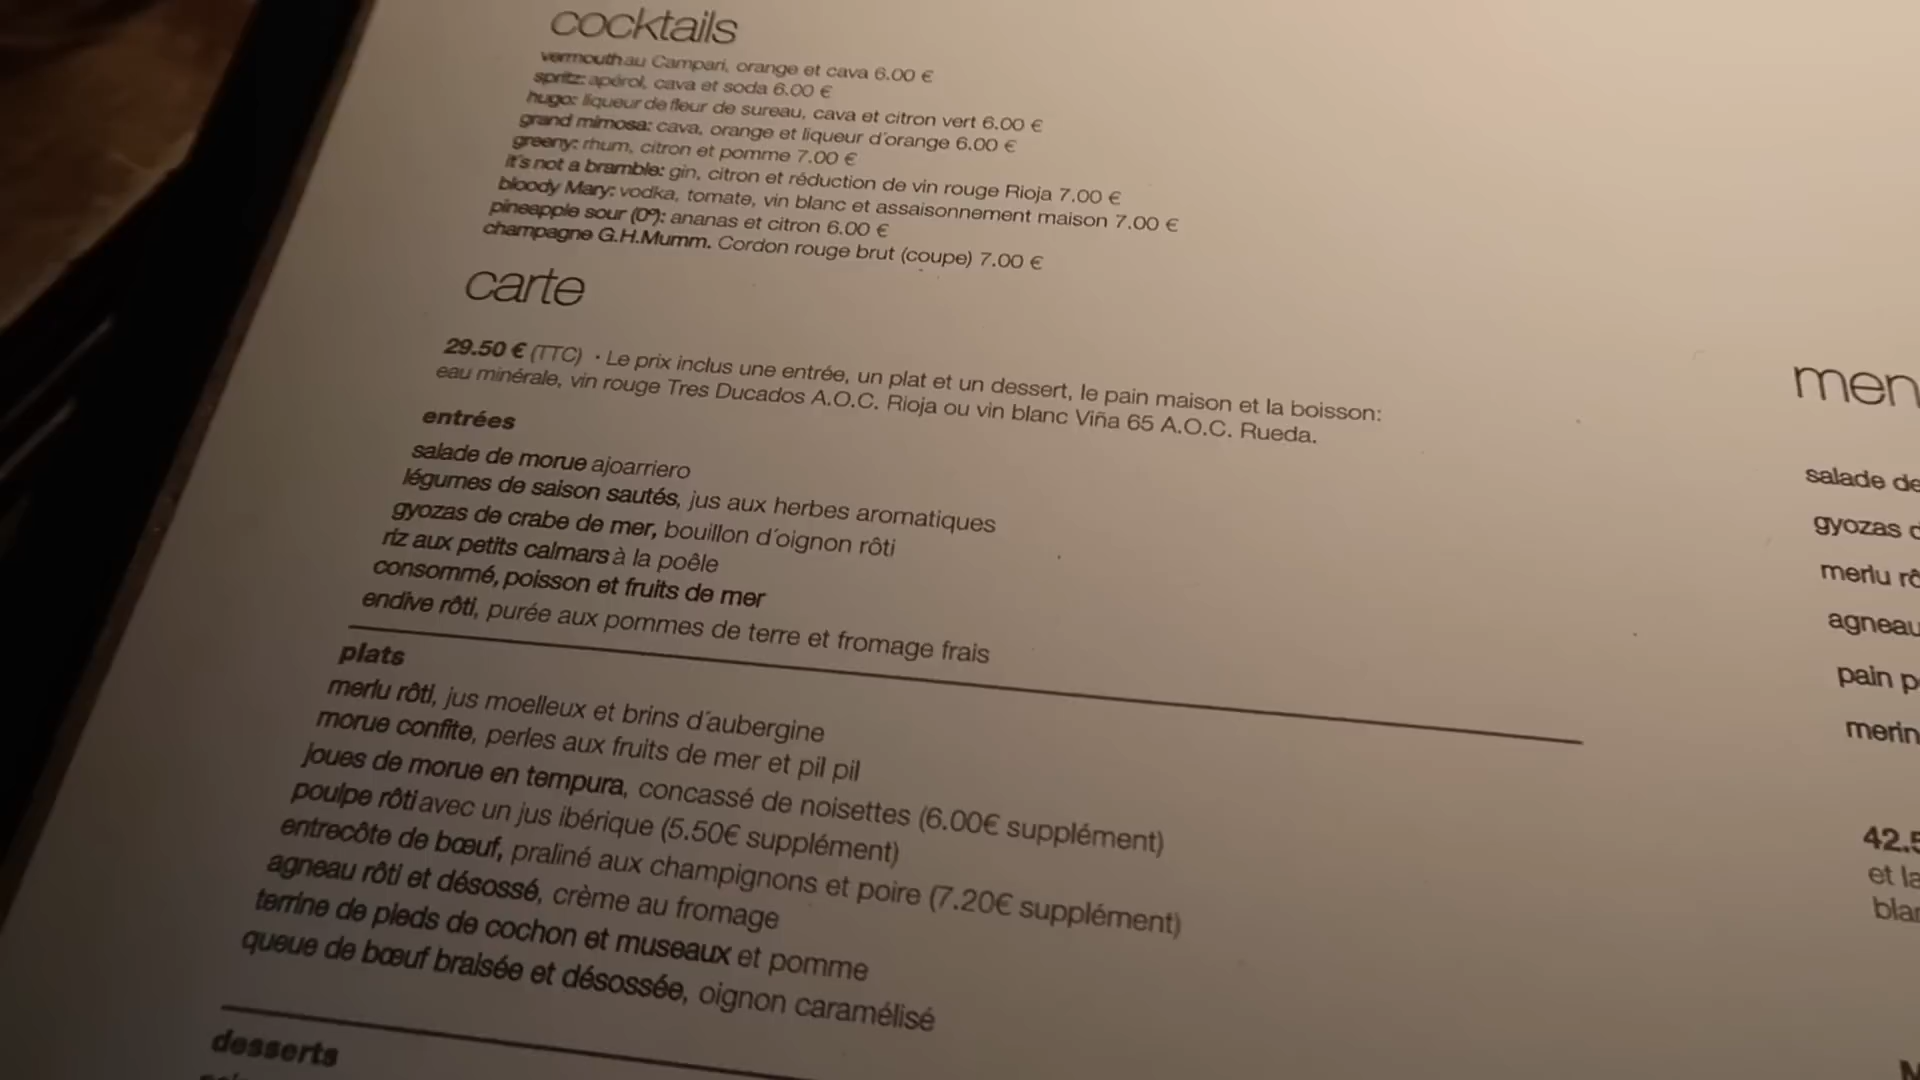 cocktails
vermouth au Campari, orange et cava 6.00 €
spritz: apérol, cava et soda 6.00 €
hugo: liqueur de fleur de sureau, cava et citron vert 6.00 €
grand mimosa: cava, orange et liqueur d´orange 6.00 €
greeny: rhum, citron et pomme 7.00 €
it´s not a bramble: gin, citron et réduction de vin rouge Rioja 7.00 €
bloody Mary: vodka, tomate, vin blanc et assaisonnement maison 7.00 €
pineapple sour (0º): ananas et citron 6.00 €
champagne G.H.Mumm. Cordon rouge brut (coupe) 7.00 €
carte
29.50 € (TTC) · Le prix inclus une entrée, un plat et un dessert, le pain maison et la boisson:
eau minérale, vin rouge Tres Ducados A.O.C. Rioja ou vin blanc Viña 65 A.O.C. Rueda.
entrées
salade de morue ajoarriero
légumes de saison sautés, jus aux herbes aromatiques
gyozas de crabe de mer, bouillon d´oignon rôti
riz aux petits calmars à la poêle
consommé, poisson et fruits de mer
endive rôti, purée aux pommes de terre et fromage frais
plats
merlu rôti, jus moelleux et brins d´aubergine
morue confite, perles aux fruits de mer et pil pil
joues de morue en tempura, concassé de noisettes (6.00€ supplément)
poulpe rôti avec un jus ibérique (5.50€ supplément)
entrecôte de bœuf, praliné aux champignons et poire (7.20€ supplément)
agneau rôti et désossé, crème au fromage
terrine de pieds de cochon et museaux et pomme
queue de bœuf braisée et désossée, oignon caramélisé
desserts
men
salade de
gyozas
merlu
agneau
pain
merin
42.5
et la